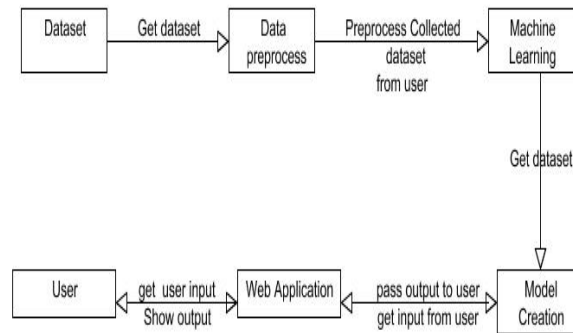 Dataset
Get dataset
Data
preprocess
Preprocess Collected
dataset
from user
Machine
Learning
Get dataset
User
get user input
Show output
Web Application
pass output to user
get input from user
Model
Creation